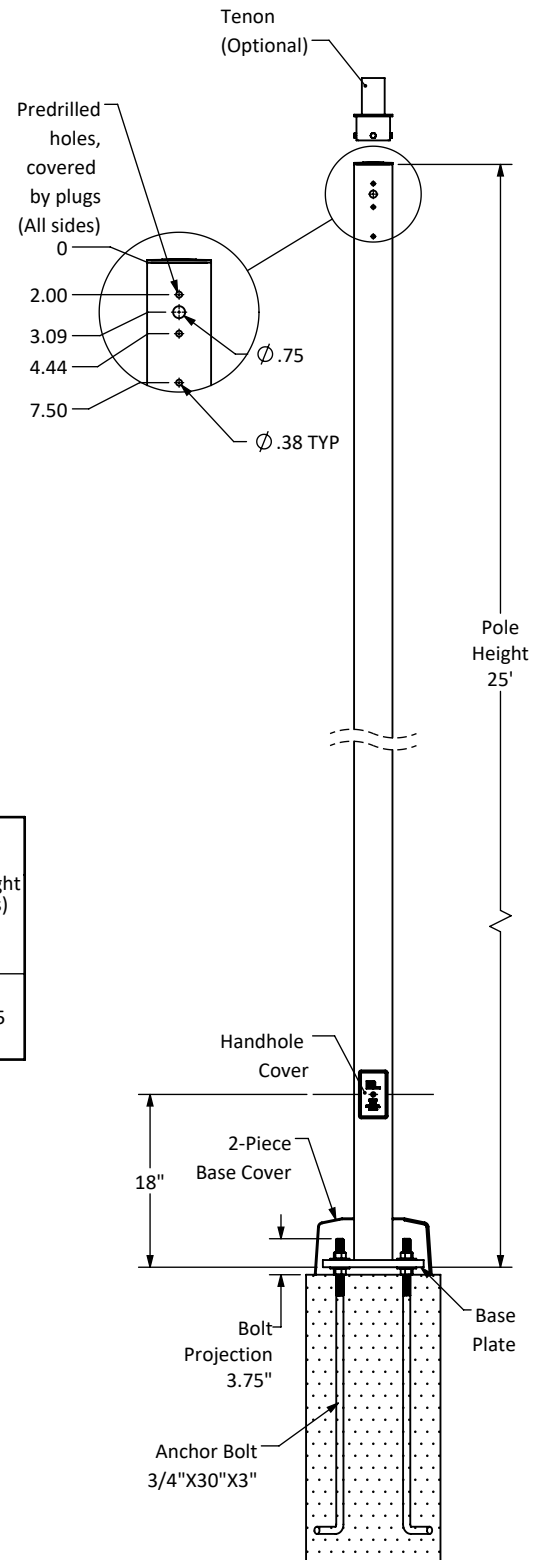 Tenon
(Optional)
Predrilled
holes,
covered
by plugs
(All sides)
0
2.00
3.09
4.44
7.50
Ø .75
Ø .38 TYP
Pole
Height
25'
Handhole
Cover
2-Piece
Base Cover
18"
Bolt
Projection
3.75"
Base
Plate
Anchor Bolt
3/4"X30"X3"